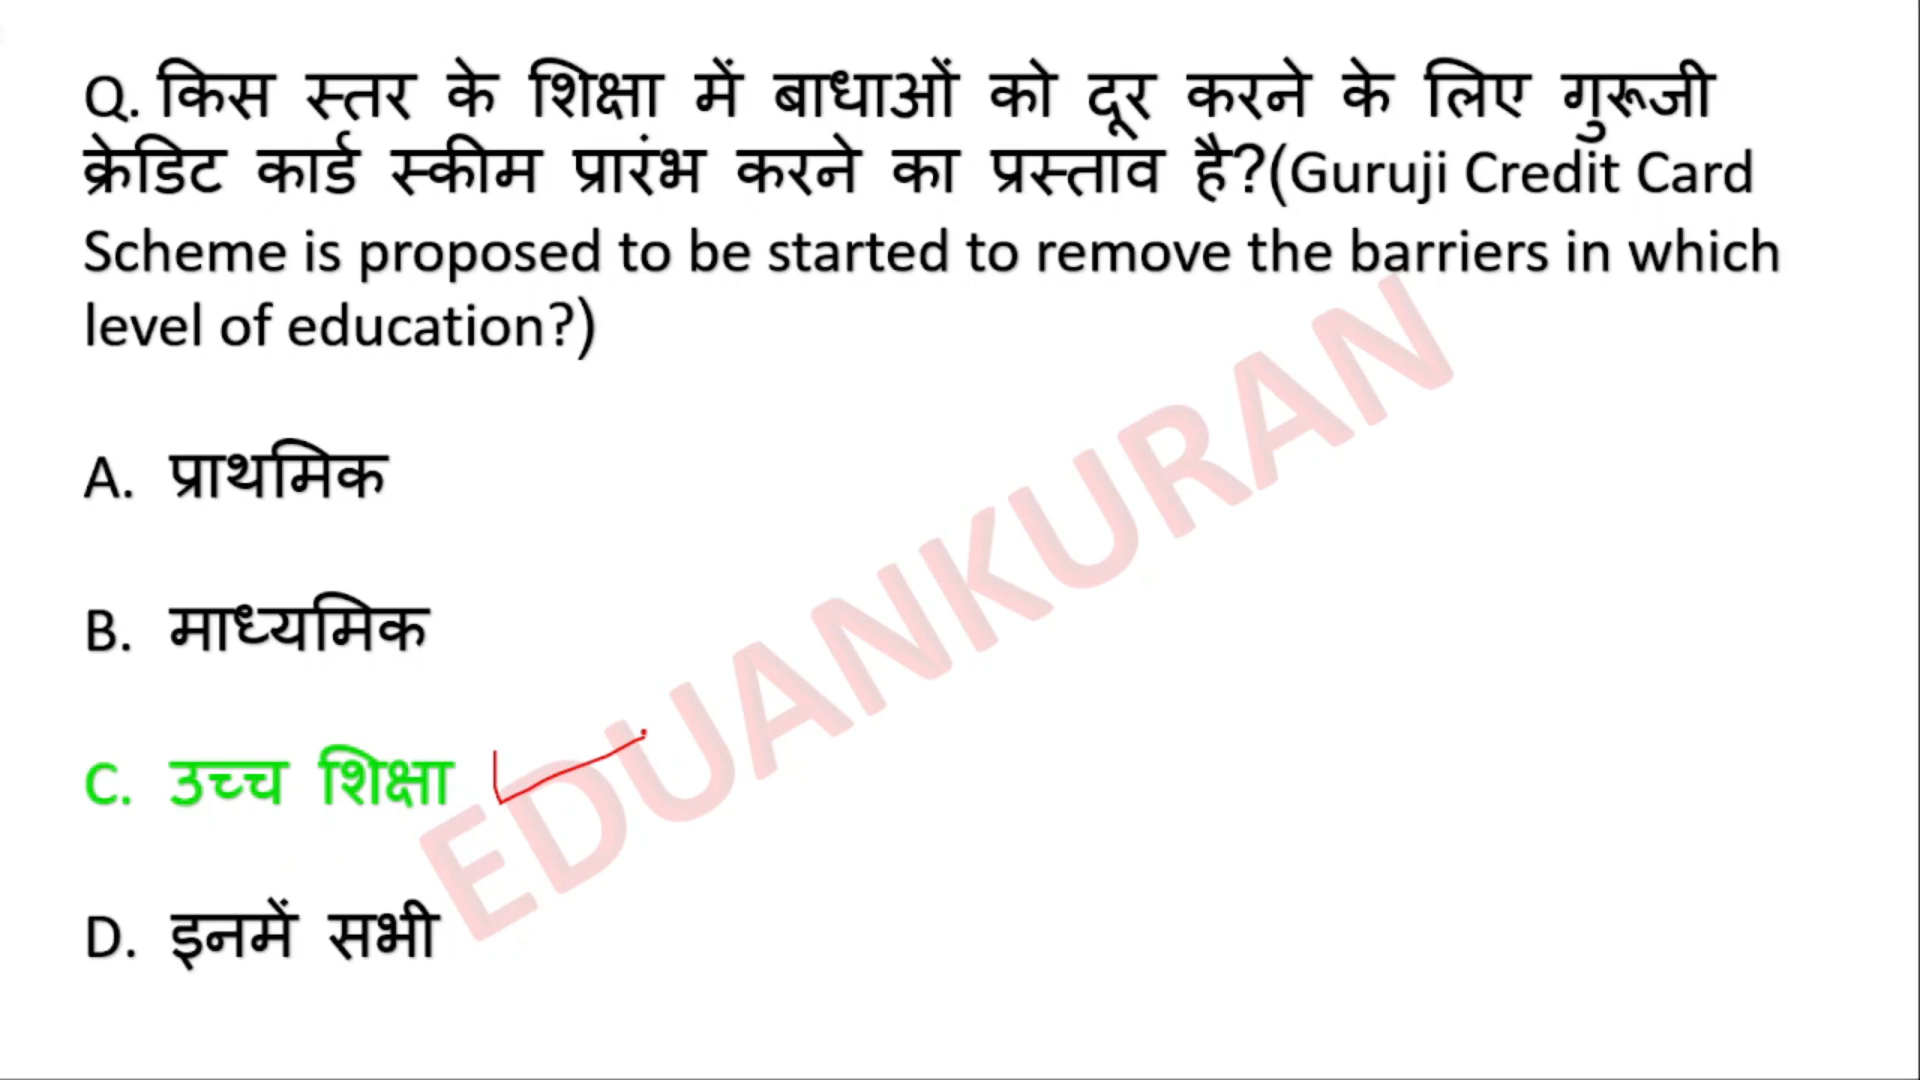 Q. किस स्तर के शिक्षा में बाधाओं को दूर करने के लिए गुरूजी
क्रेडिट कार्ड स्कीम प्रारंभ करने का प्रस्ताव है?(Guruji Credit Card
Scheme is proposed to be started to remove the barriers in which
level of education?)
A. प्राथमिक
B. माध्यमिक
C. उच्च शिक्षा
D. इनमें सभी
EDUANKURAN